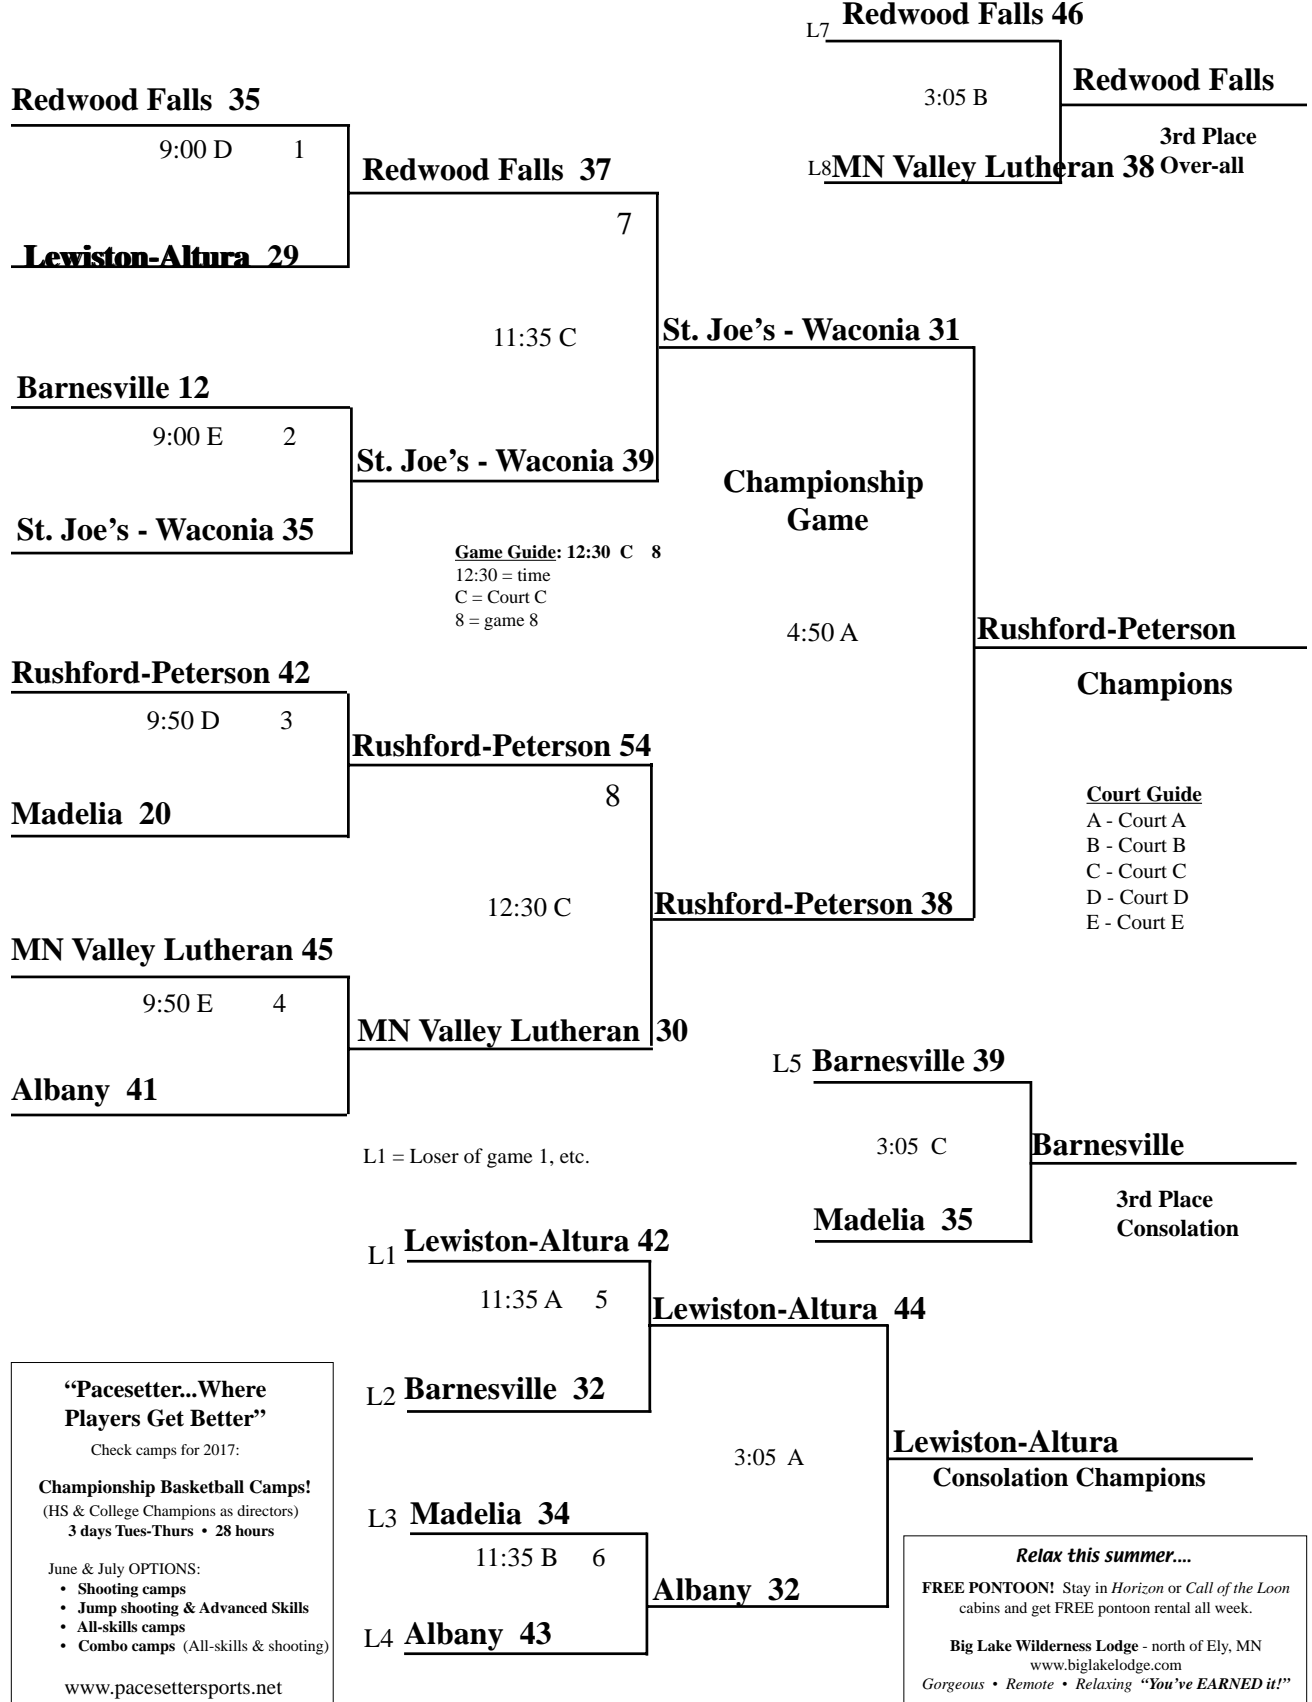 Redwood Falls 46
L7
3:05 B
Redwood Falls
3rd Place
Over-all
L8 MN Valley Lutheran 38
Redwood Falls 35
9:00 D 1
Lewiston-Altura 29
Redwood Falls 37
7
11:35 C
Barnesville 12
9:00 E 2
St. Joe's - Waconia 35
St. Joe's - Waconia 39
St. Joe's - Waconia 31
Championship
Game
4:50 A
Game Guide: 12:30 C 8
12:30 = time
C = Court C
8 = game 8
Rushford-Peterson
Champions
Rushford-Peterson 42
9:50 D 3
Madelia 20
Rushford-Peterson 54
8
12:30 C
Rushford-Peterson 38
MN Valley Lutheran 45
9:50 E 4
Albany 41
MN Valley Lutheran 30
Court Guide
A - Court A
B - Court B
C - Court C
D - Court D
E - Court E
L5 Barnesville 39
3:05 C
Madelia 35
Barnesville
3rd Place
Consolation
L1 = Loser of game 1, etc.
L1 Lewiston-Altura 42
11:35 A 5
L2 Barnesville 32
Lewiston-Altura 44
3:05 A
L3 Madelia 34
11:35 B 6
L4 Albany 43
Albany 32
Lewiston-Altura
Consolation Champions
“Pacesetter...Where
Players Get Better”
Check camps for 2017:
Championship Basketball Camps!
(HS & College Champions as directors)
3 days Tues-Thurs • 28 hours
June & July OPTIONS:
• Shooting camps
• Jump shooting & Advanced Skills
• All-skills camps
• Combo camps (All-skills & shooting)
www.pacesettersports.net
Relax this summer....
FREE PONTOON! Stay in Horizon or Call of the Loon
cabins and get FREE pontoon rental all week.
Big Lake Wilderness Lodge - north of Ely, MN
www.biglakelodge.com
Gorgeous • Remote • Relaxing “You've EARNED it!”